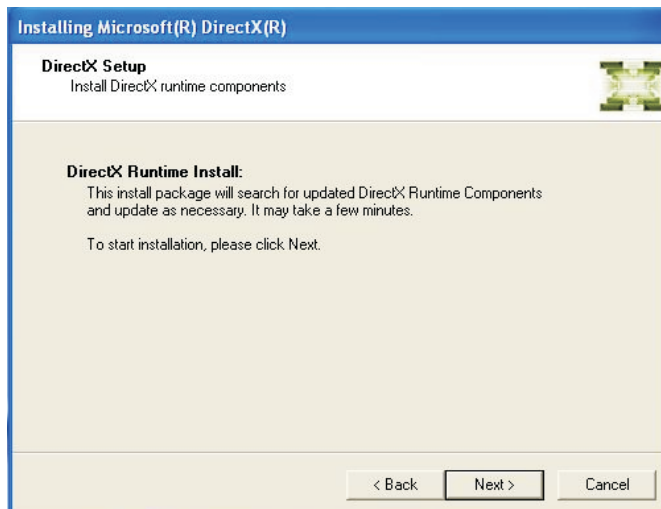 Installing Microsoft(R) DirectX(R)
DirectX Setup
Install DirectX runtime components
DirectX Runtime Install:
This install package will search for updated DirectX Runtime Components
and update as necessary. It may take a few minutes.
To start installation, please click Next.
< Back
Next >
Cancel